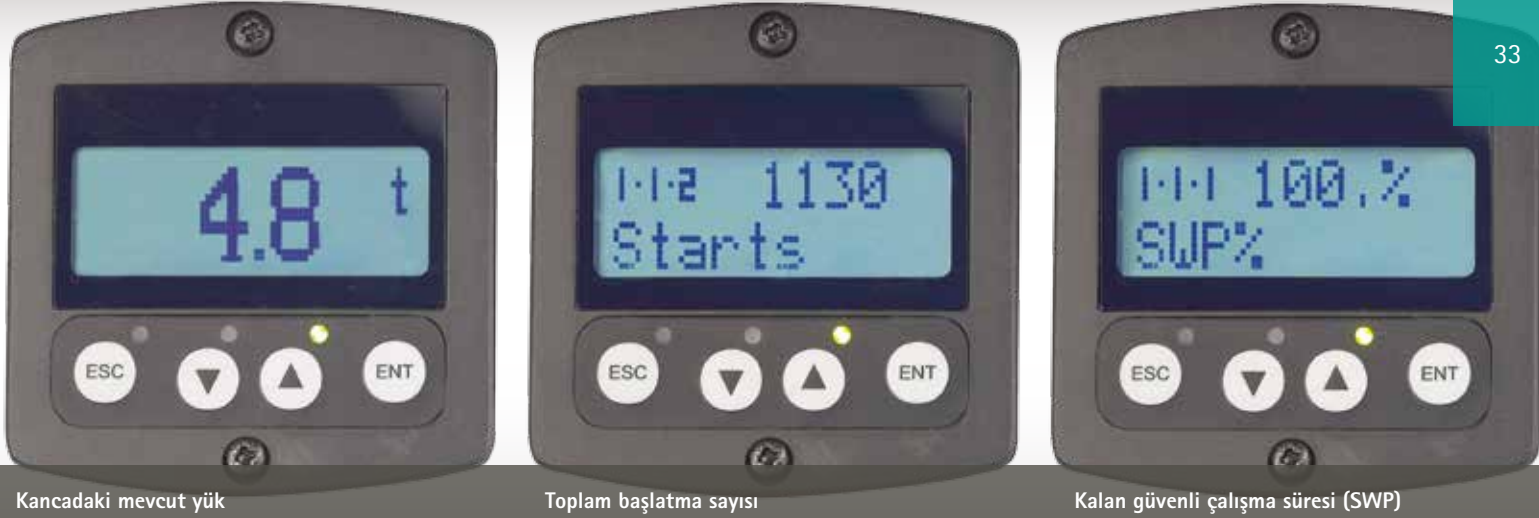 33
4.8 t
ESC ▼ ▲ ENT
Kancadaki mevcut yük
1·1·2 1130
Starts
ESC ▼ ▲ ENT
Toplam başlatma sayısı
1·1·1 100.%
SWP%
ESC ▼ ▲ ENT
Kalan güvenli çalışma süresi (SWP)